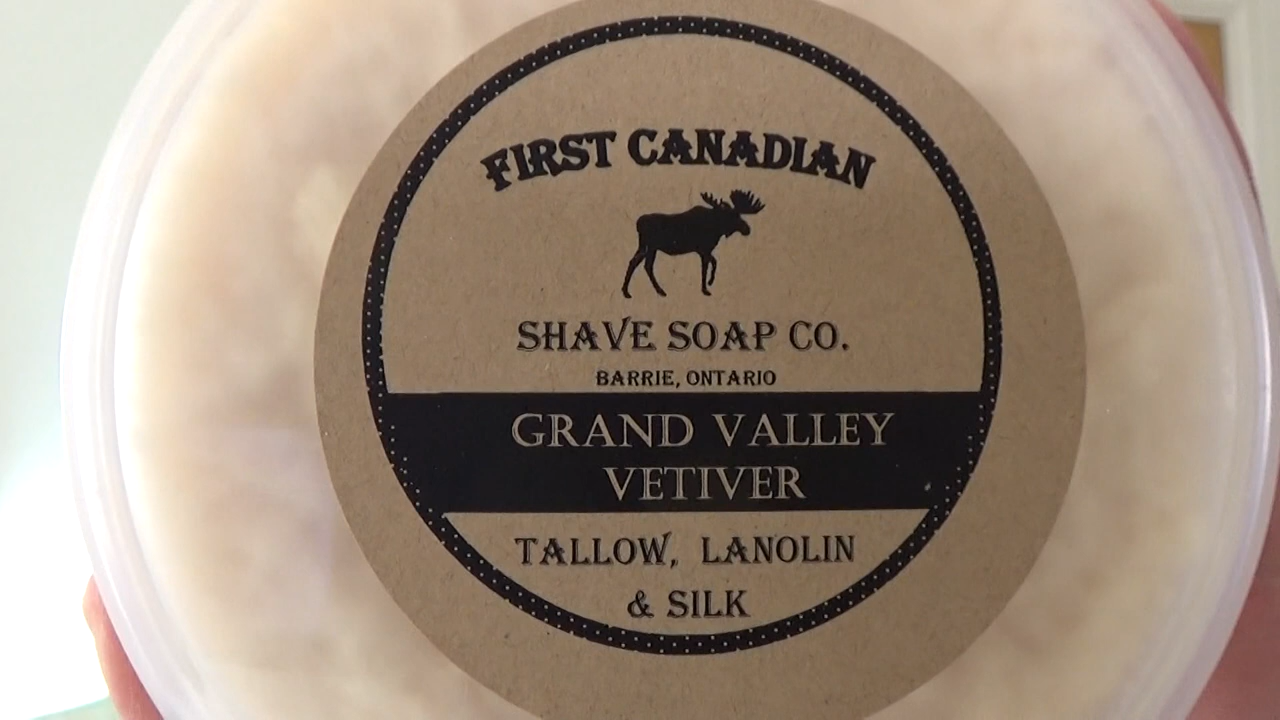 FIRST CANADIAN
SHAVE SOAP CO.
BARRIE, ONTARIO
GRAND VALLEY
VETIVER
TALLOW, LANOLIN
& SILK